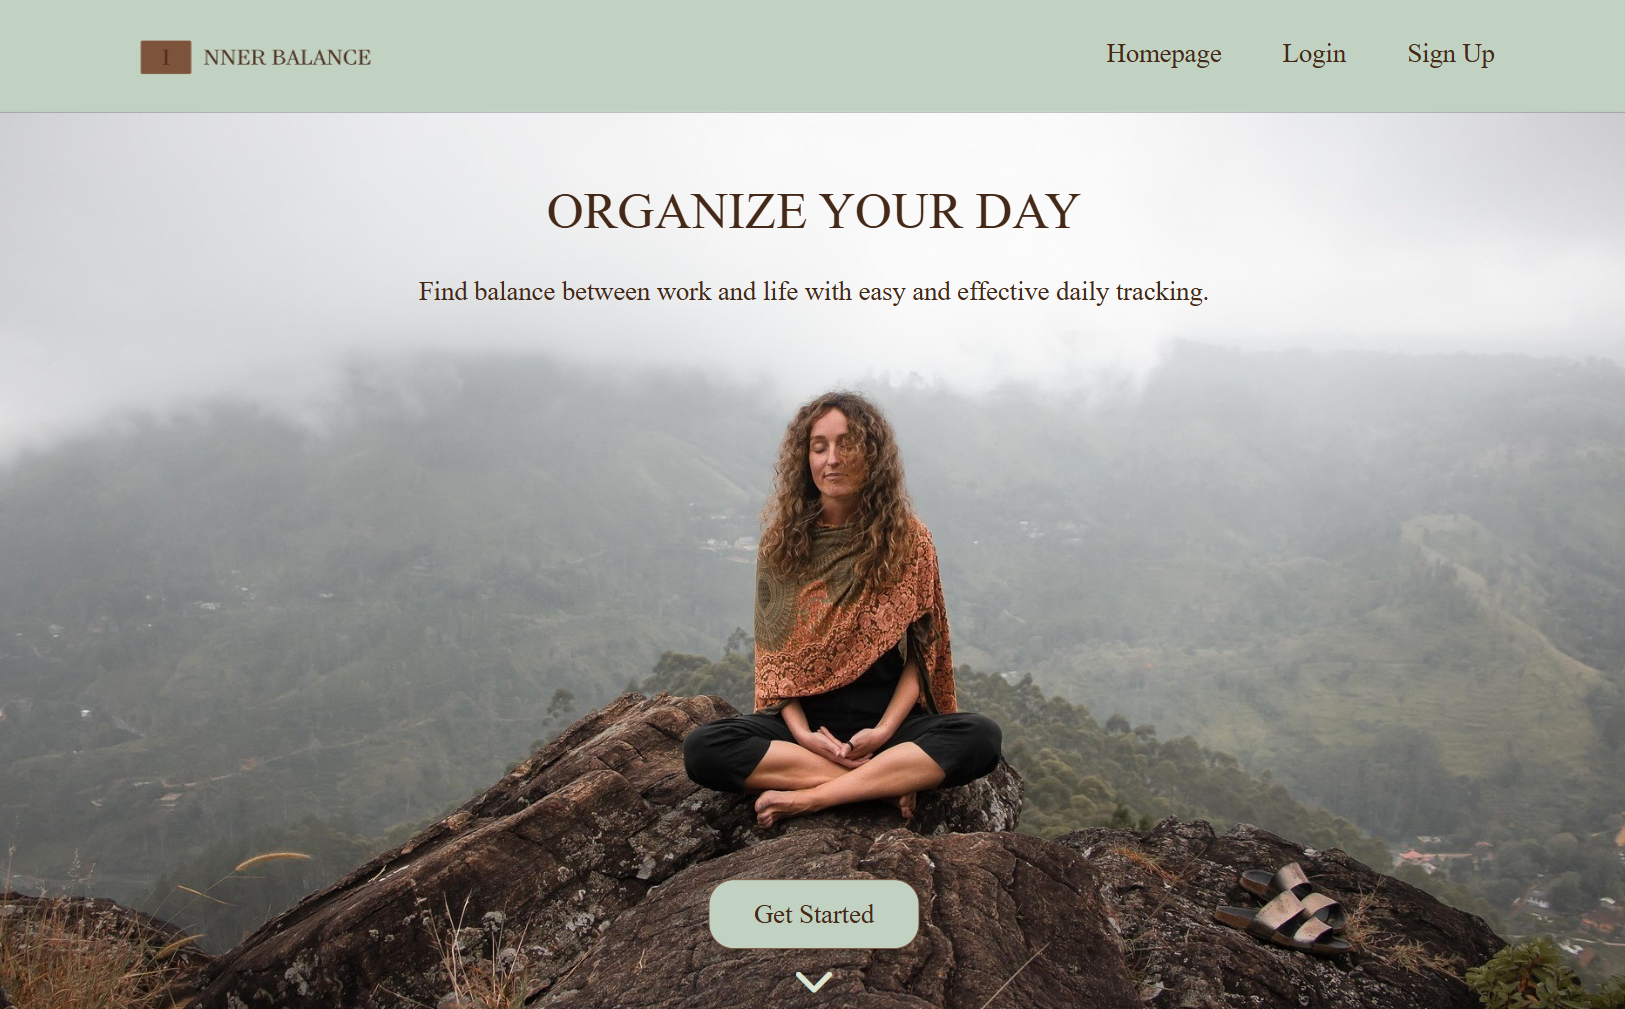 I NNER BALANCE
Homepage Login Sign Up
ORGANIZE YOUR DAY
Find balance between work and life with easy and effective daily tracking.
Get Started